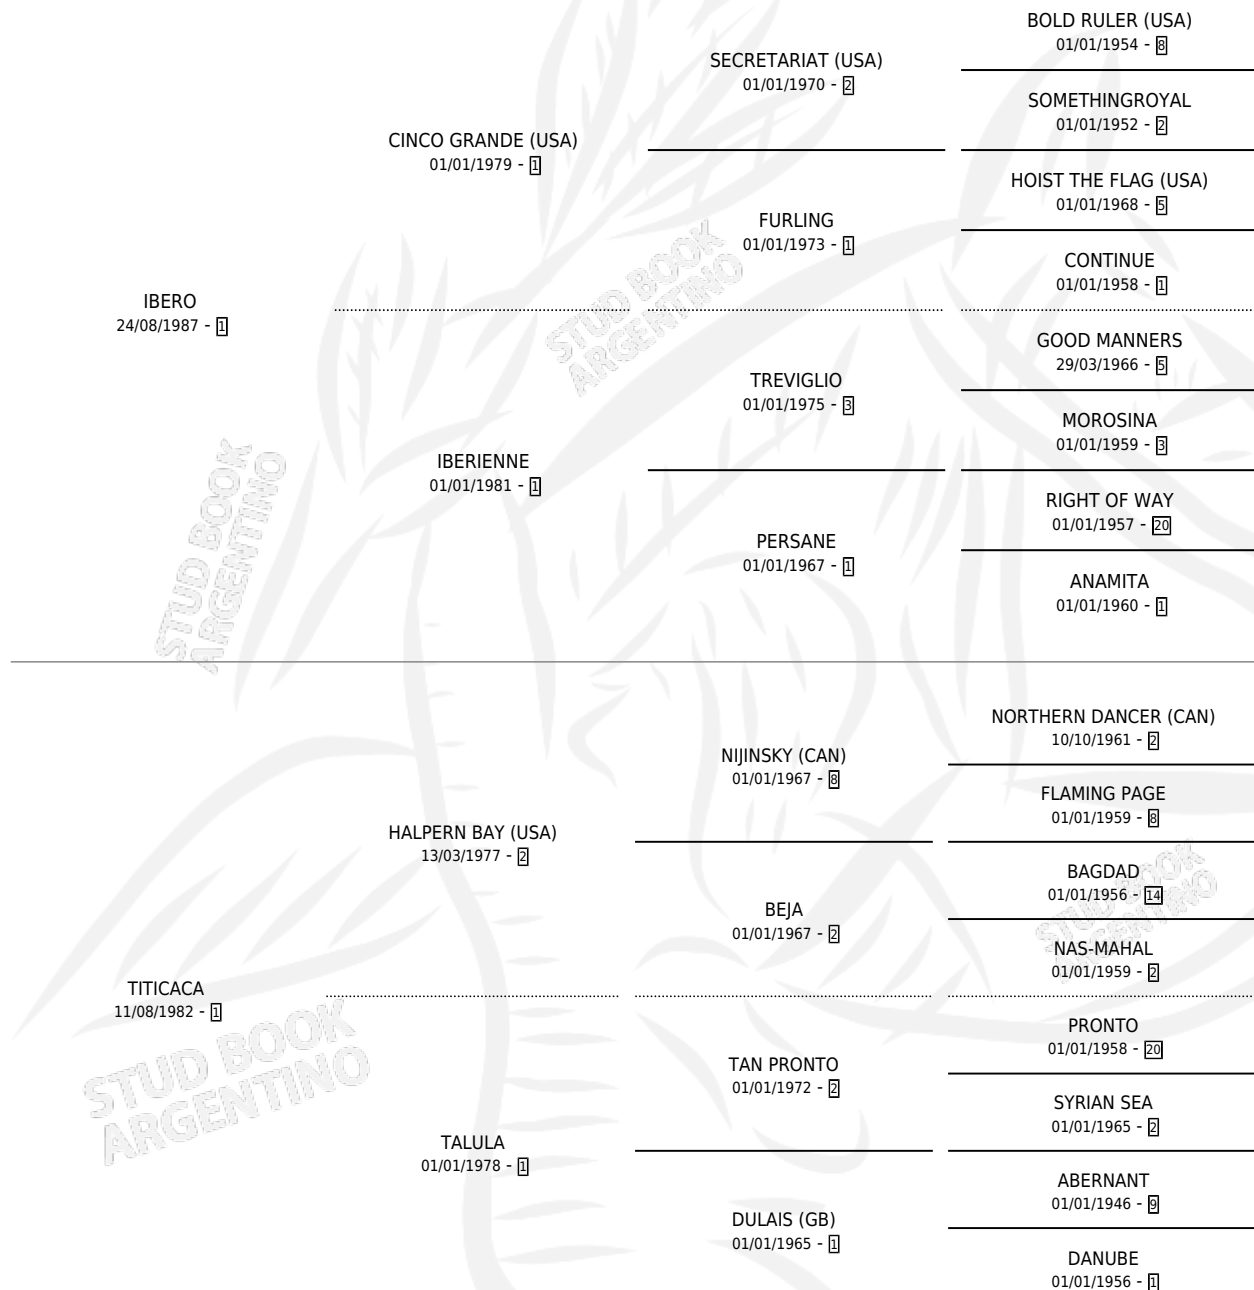 BOLD RULER (USA)
01/01/1954 - 8
SECRETARIAT (USA)
01/01/1970 - 2
SOMETHINGROYAL
01/01/1952 - 2
CINCO GRANDE (USA)
01/01/1979 - 1
HOIST THE FLAG (USA)
01/01/1968 - 5
FURLING
01/01/1973 - 1
CONTINUE
01/01/1958 - 1
IBERO
24/08/1987 - 1
GOOD MANNERS
29/03/1966 - 5
TREVIGLIO
01/01/1975 - 3
MOROSINA
01/01/1959 - 3
IBERIENNE
01/01/1981 - 1
RIGHT OF WAY
01/01/1957 - 20
PERSANE
01/01/1967 - 1
ANAMITA
01/01/1960 - 1
NORTHERN DANCER (CAN)
10/10/1961 - 2
NIJINSKY (CAN)
01/01/1967 - 8
FLAMING PAGE
01/01/1959 - 8
HALPERN BAY (USA)
13/03/1977 - 2
BAGDAD
01/01/1956 - 14
BEJA
01/01/1967 - 2
NAS-MAHAL
01/01/1959 - 2
TITICACA
11/08/1982 - 1
PRONTO
01/01/1958 - 20
TAN PRONTO
01/01/1972 - 2
SYRIAN SEA
01/01/1965 - 2
TALULA
01/01/1978 - 1
ABERNANT
01/01/1946 - 9
DULAIS (GB)
01/01/1965 - 1
DANUBE
01/01/1956 - 1
STUD BOOK
ARGENTINO
STUD BOOK
ARGENTINO
STUD BOOK
ARGENTINO
STUD BOOK
ARGENTINO